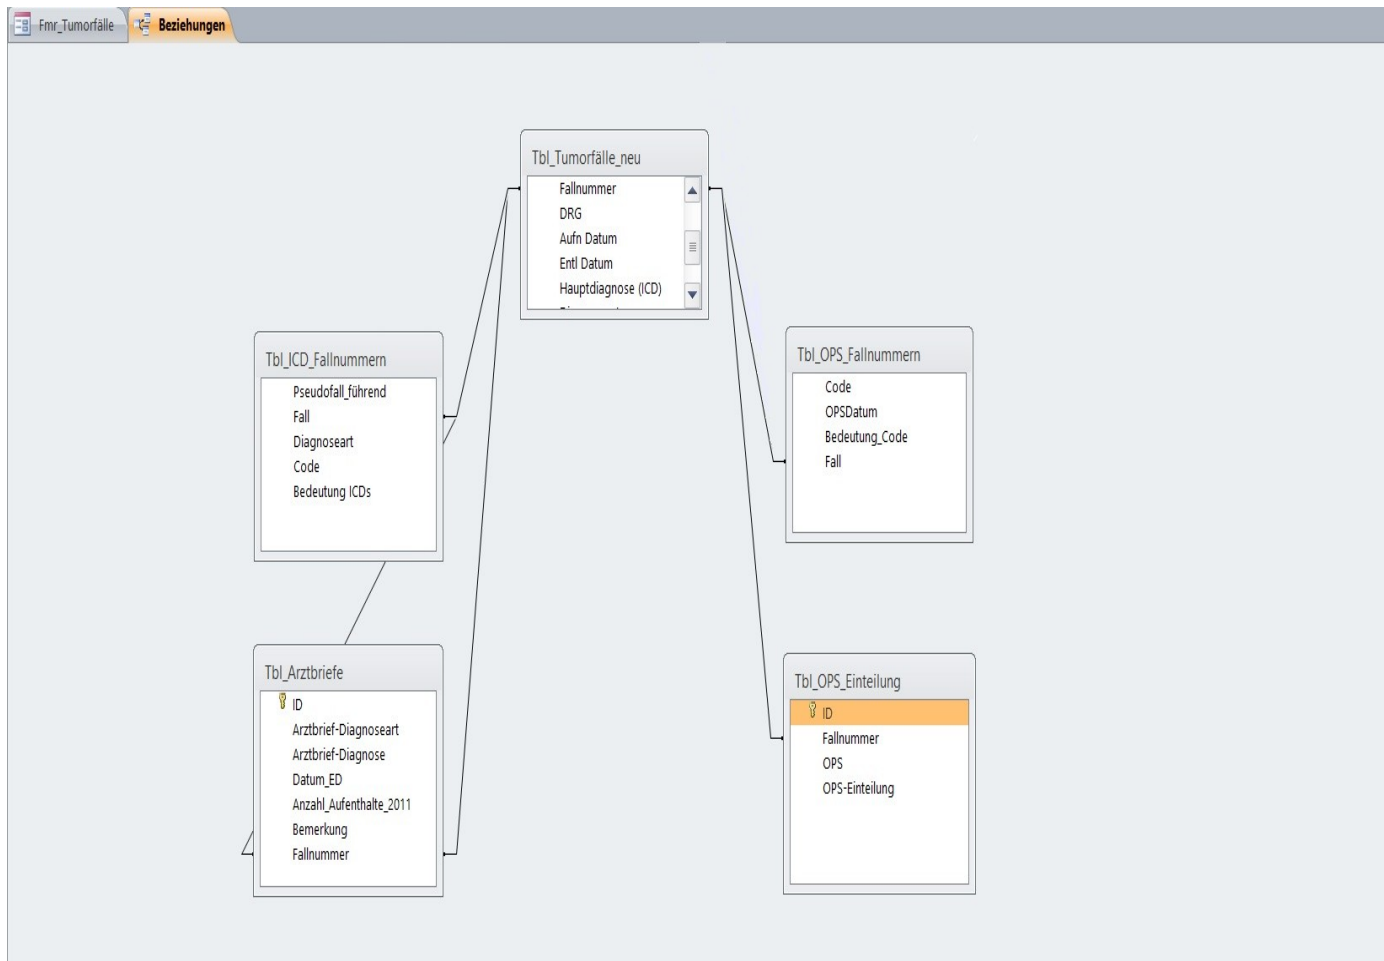 Fmr_Tumorfälle
Beziehungen
Tbl_Tumorfälle_neu
Fallnummer
DRG
Aufn Datum
Entl Datum
Hauptdiagnose (ICD)
Tbl_ICD_Fallnummern
Pseudofall_führend
Fall
Diagnoseart
Code
Bedeutung ICDs
Tbl_OPS_Fallnummern
Code
OPSDatum
Bedeutung_Code
Fall
Tbl_Arztbriefe
ID
Arztbrief-Diagnoseart
Arztbrief-Diagnose
Datum_ED
Anzahl_Aufenthalte_2011
Bemerkung
Fallnummer
Tbl_OPS_Einteilung
ID
Fallnummer
OPS
OPS-Einteilung